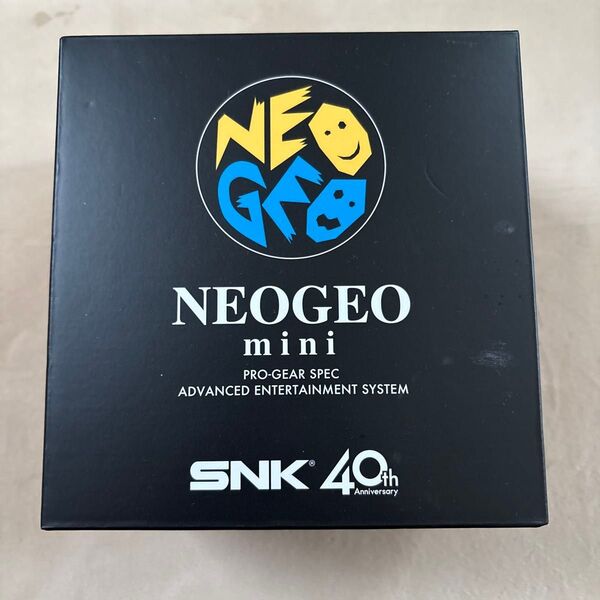 NEO
GEO
NEOGEO
mini
PRO-GEAR SPEC
ADVANCED ENTERTAINMENT SYSTEM
SNK® 40th
Anniversary